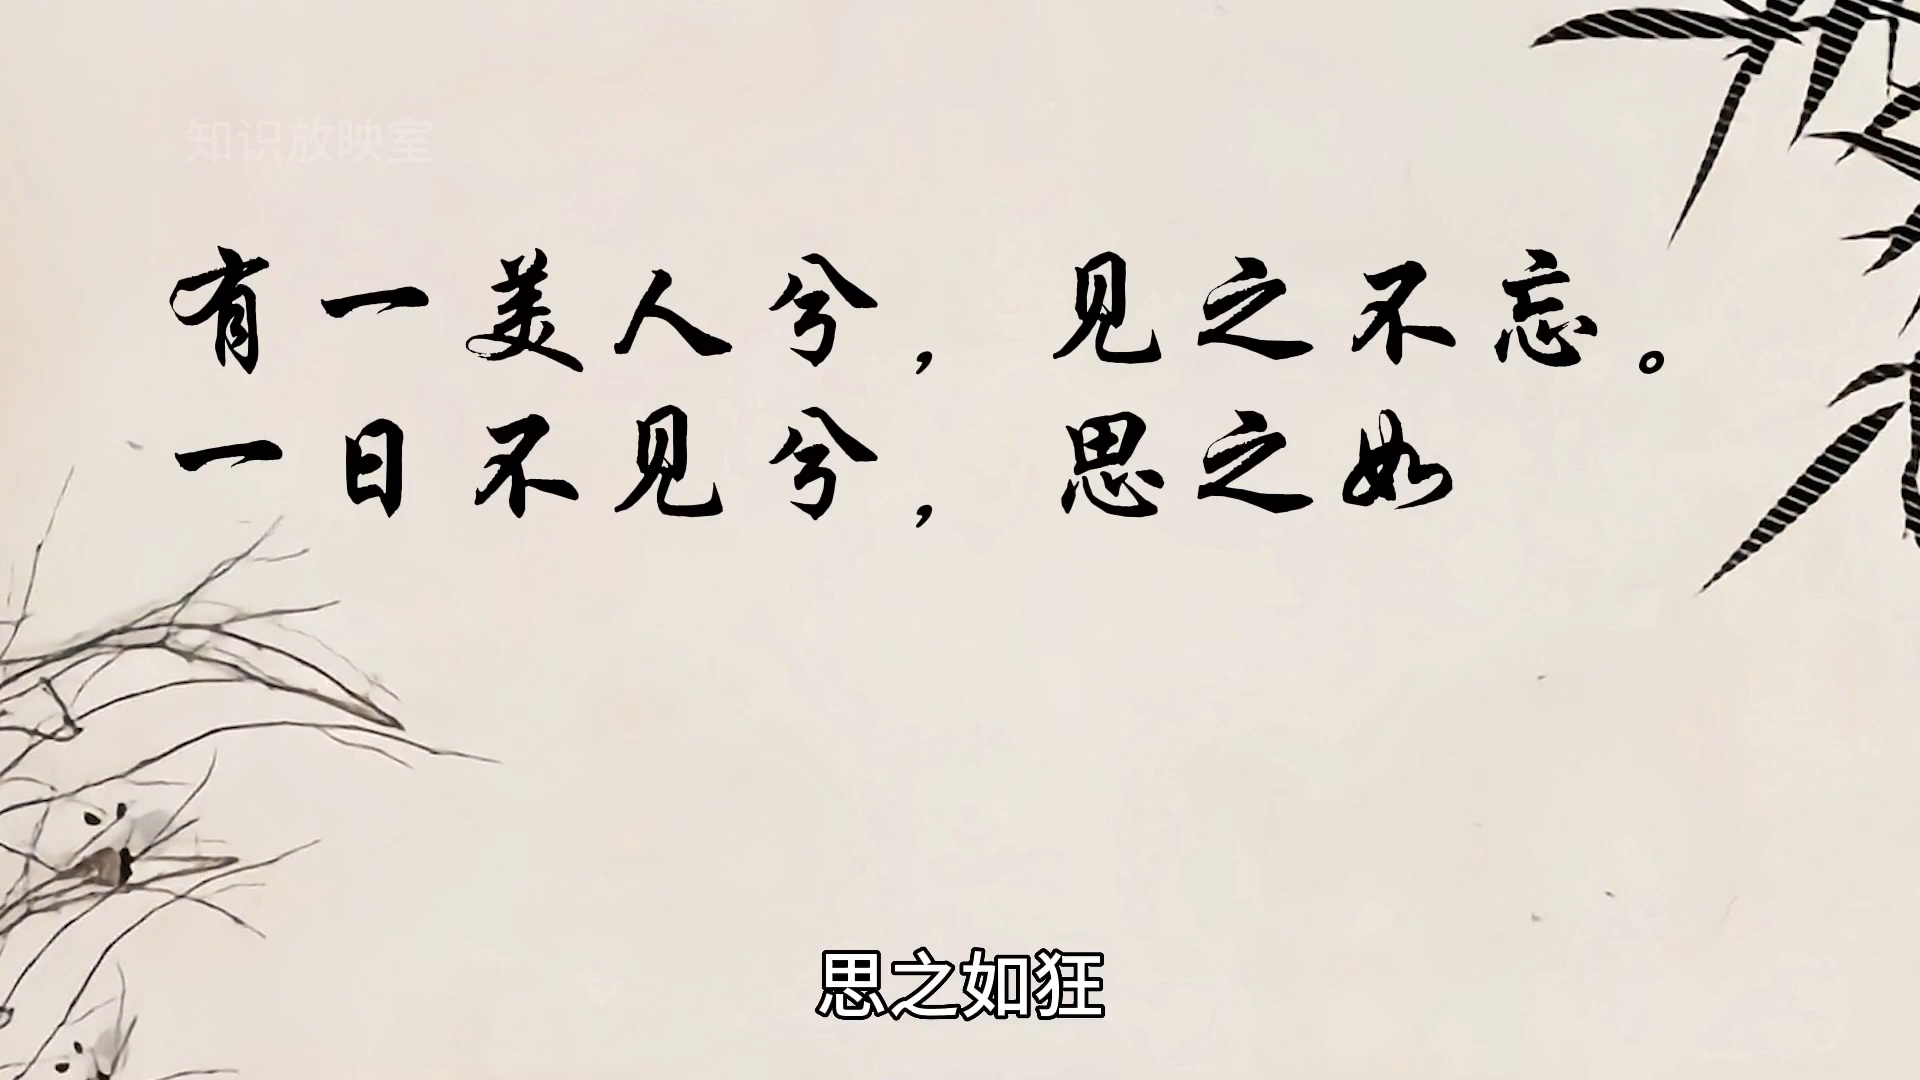 知识放映室
有一美人兮，见之不忘。
一日不见兮，思之如
思之如狂